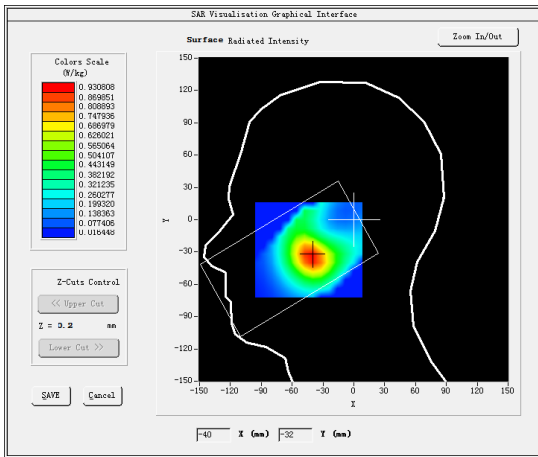 SAR Visualisation Graphical Interface
Surface Radiated Intensity
Zoom In/Out
Colors Scale
(W/kg)
0.930808
0.869851
0.808893
0.747936
0.686979
0.626021
0.565064
0.504107
0.443149
0.382192
0.321235
0.260277
0.199320
0.138363
0.077406
0.016448
Z-Cuts Control
<< Upper Cut
Z = 3.2 mm
Lower Cut >>
SAVE Cancel
150
120
90
60
30
0
-30
-60
-90
-120
-150
Y
-150 -120 -90 -60 -30 0 30 60 90 120 150
X
-40 X (mm) -32 Y (mm)